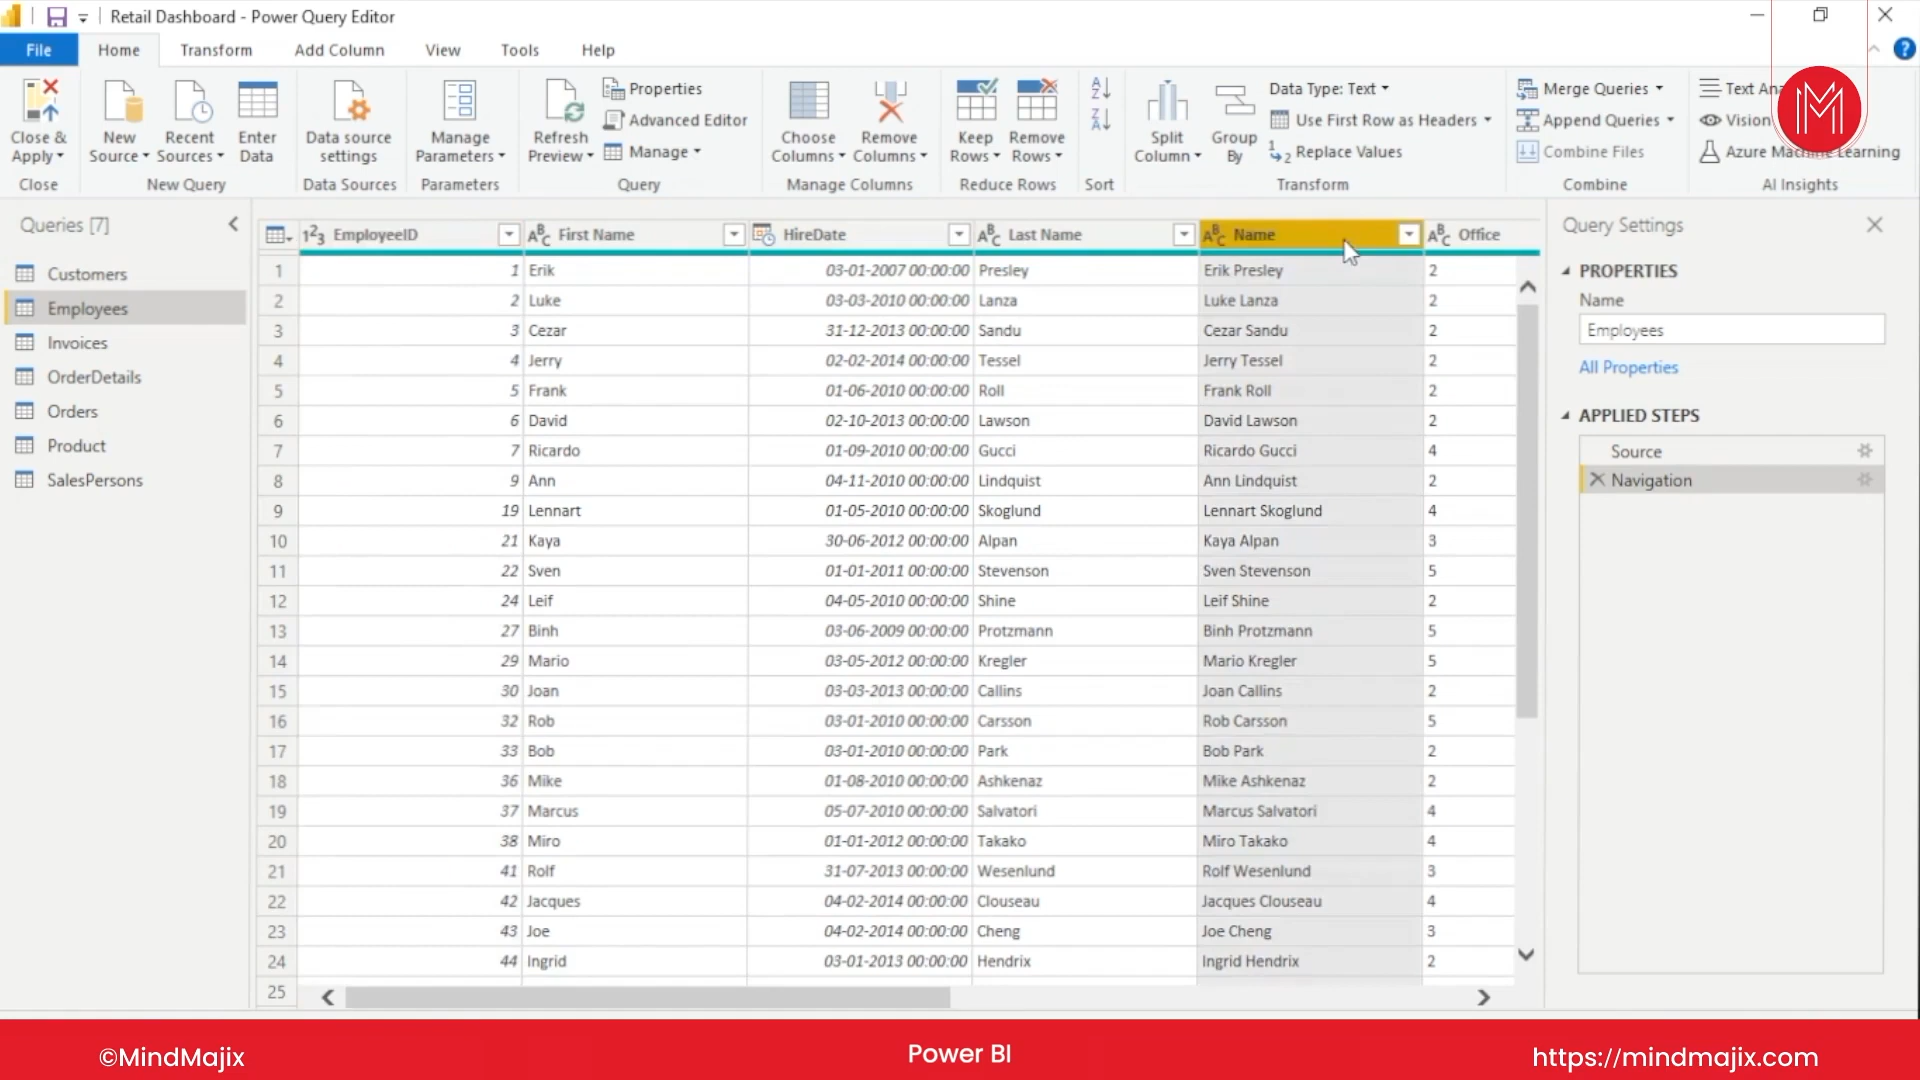 Retail Dashboard - Power Query Editor
File Home Transform Add Column View Tools Help
Close & Apply
New Source
Recent Sources
Enter Data
Data source settings
Manage Parameters
Refresh Preview
Properties
Advanced Editor
Manage
Choose Columns
Remove Columns
Keep Rows
Remove Rows
Split Column
Group By
Data Type: Text
Use First Row as Headers
Replace Values
Merge Queries
Append Queries
Combine Files
Text Ana
Vision
Azure Machine Learning
Close New Query Data Sources Parameters Query Manage Columns Reduce Rows Sort Transform Combine AI Insights
Queries [7]
Customers
Employees
Invoices
OrderDetails
Orders
Product
SalesPersons
EmployeeID First Name HireDate Last Name Name Office
1 1 Erik 03-01-2007 00:00:00 Presley Erik Presley 2
2 2 Luke 03-03-2010 00:00:00 Lanza Luke Lanza 2
3 3 Cezar 31-12-2013 00:00:00 Sandu Cezar Sandu 2
4 4 Jerry 02-02-2014 00:00:00 Tessel Jerry Tessel 2
5 5 Frank 01-06-2010 00:00:00 Roll Frank Roll 2
6 6 David 02-10-2013 00:00:00 Lawson David Lawson 2
7 7 Ricardo 01-09-2010 00:00:00 Gucci Ricardo Gucci 4
8 9 Ann 04-11-2010 00:00:00 Lindquist Ann Lindquist 2
9 19 Lennart 01-05-2010 00:00:00 Skoglund Lennart Skoglund 4
10 21 Kaya 30-06-2012 00:00:00 Alpan Kaya Alpan 3
11 22 Sven 01-01-2011 00:00:00 Stevenson Sven Stevenson 5
12 24 Leif 04-05-2010 00:00:00 Shine Leif Shine 2
13 27 Binh 03-06-2009 00:00:00 Protzmann Binh Protzmann 5
14 29 Mario 03-05-2012 00:00:00 Kregler Mario Kregler 5
15 30 Joan 03-03-2013 00:00:00 Callins Joan Callins 2
16 32 Rob 03-01-2010 00:00:00 Carsson Rob Carsson 5
17 33 Bob 03-01-2010 00:00:00 Park Bob Park 2
18 36 Mike 01-08-2010 00:00:00 Ashkenaz Mike Ashkenaz 2
19 37 Marcus 05-07-2010 00:00:00 Salvatori Marcus Salvatori 4
20 38 Miro 01-01-2012 00:00:00 Takako Miro Takako 4
21 41 Rolf 31-07-2013 00:00:00 Wesenlund Rolf Wesenlund 3
22 42 Jacques 04-02-2014 00:00:00 Clouseau Jacques Clouseau 4
23 43 Joe 04-02-2014 00:00:00 Cheng Joe Cheng 3
24 44 Ingrid 03-01-2013 00:00:00 Hendrix Ingrid Hendrix 2
25
Query Settings
PROPERTIES
Name
Employees
All Properties
APPLIED STEPS
Source
Navigation
©MindMajix
Power BI
https://mindmajix.com